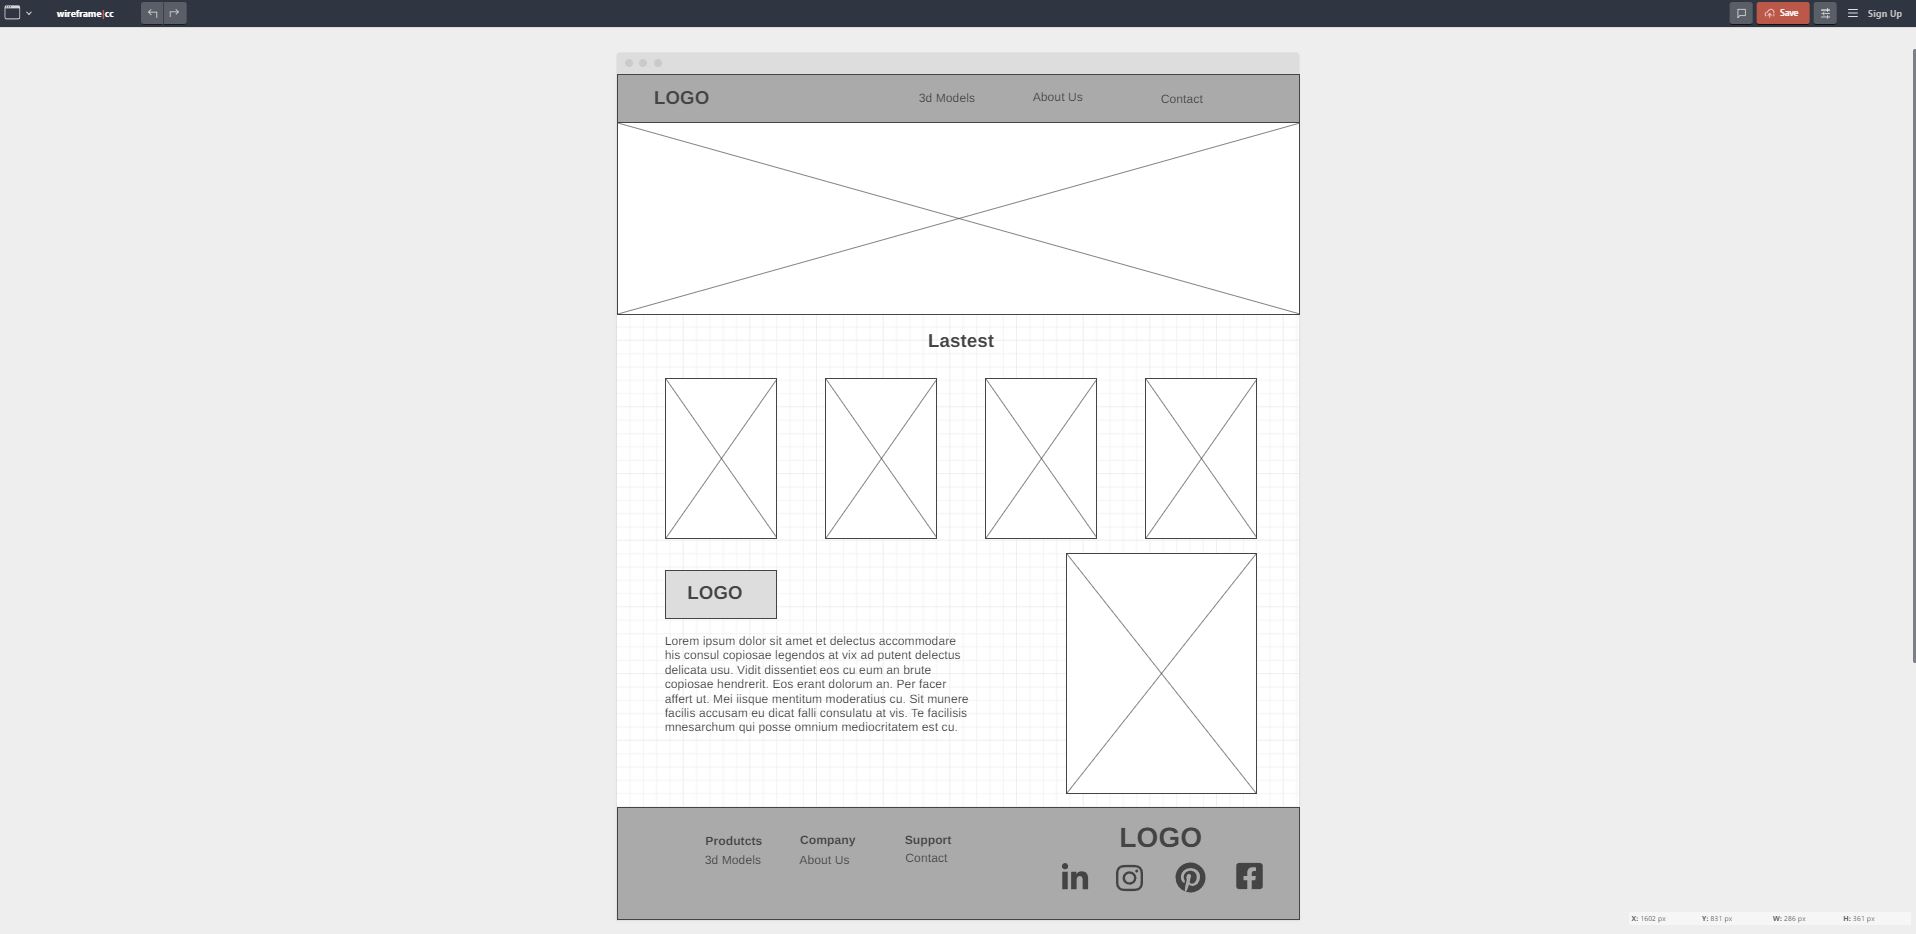 wireframe|cc
Save
Sign Up
LOGO
3d Models
About Us
Contact
Lastest
LOGO
Lorem ipsum dolor sit amet et delectus accommodare
his consul copiosae legendos at vix ad putent delectus
delicata usu. Vidit dissentiet eos cu eum an brute
copiosae hendrerit. Eos erant dolorum an. Per facer
affert ut. Mei iisque mentitum moderatius cu. Sit munere
facilis accusam eu dicat falli consulatu at vis. Te facilisis
mnesarchum qui posse omnium mediocritatem est cu.
Produtcts
3d Models
Company
About Us
Support
Contact
LOGO
X: 1602 px Y: 831 px W: 286 px H: 361 px